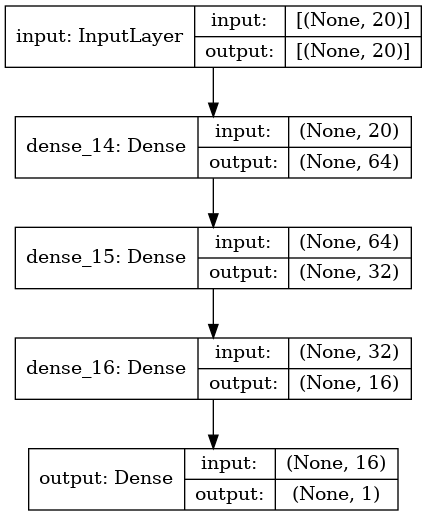 input: InputLayer
input:
[(None, 20)]
output:
[(None, 20)]
dense_14: Dense
input:
(None, 20)
output:
(None, 64)
dense_15: Dense
input:
(None, 64)
output:
(None, 32)
dense_16: Dense
input:
(None, 32)
output:
(None, 16)
output: Dense
input:
(None, 16)
output:
(None, 1)